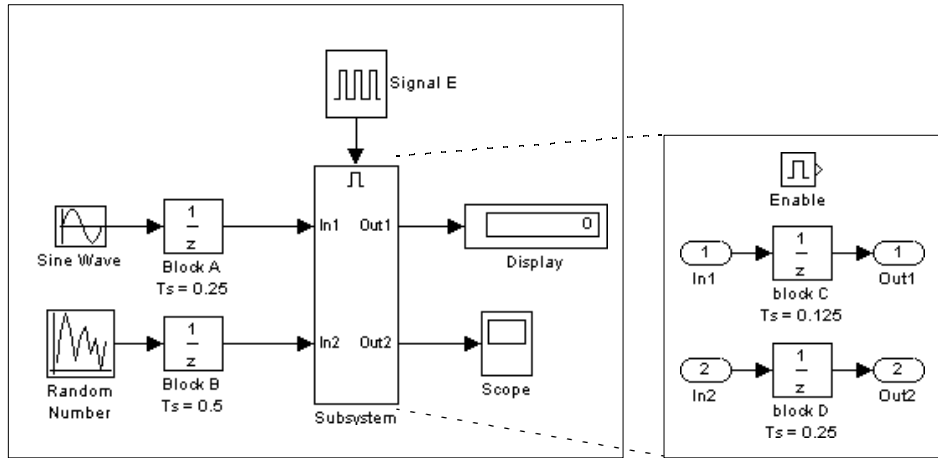 Signal E
In1
Out1
In2
Out2
Subsystem
Sine Wave
1
z
Block A
Ts = 0.25
Random
Number
1
z
Block B
Ts = 0.5
0
Display
Scope
Enable
1
In1
1
z
block C
Ts = 0.125
1
Out1
2
In2
1
z
block D
Ts = 0.25
2
Out2